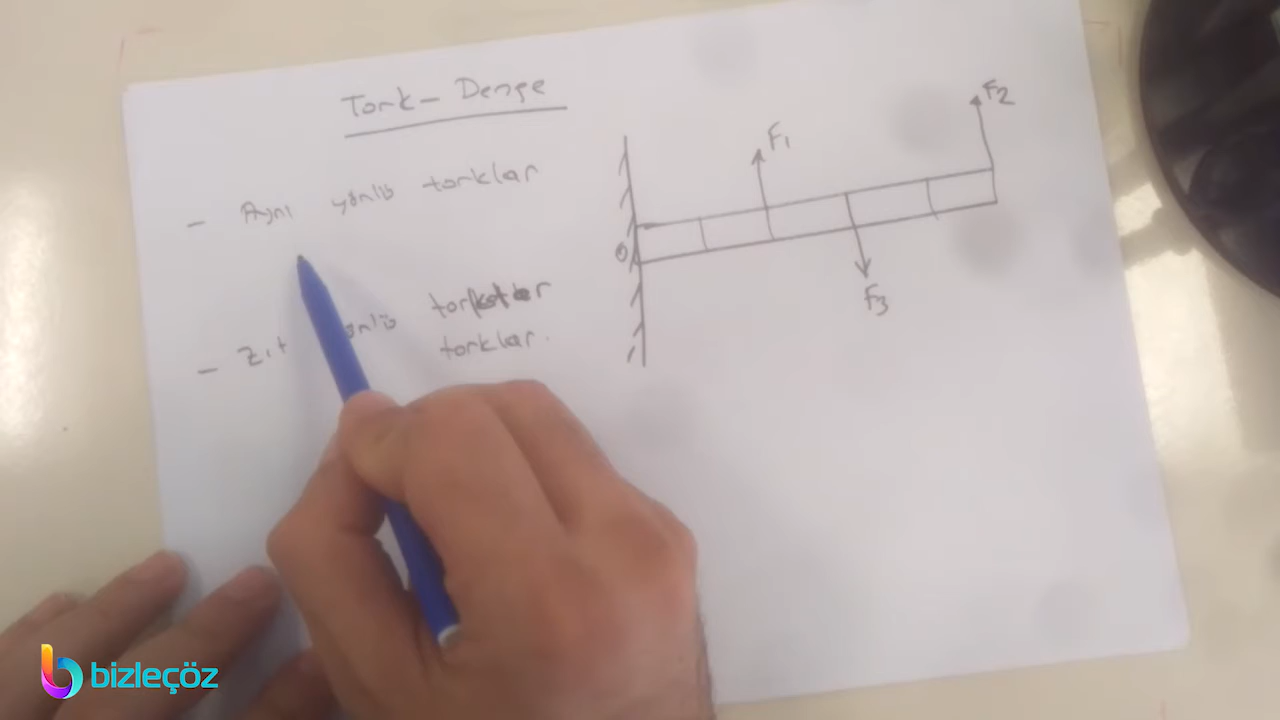 Tork- Denge
- Aynı yönlü torklar
- Zıt torklar
torklar.
F1
F2
F3
O
bizleçöz